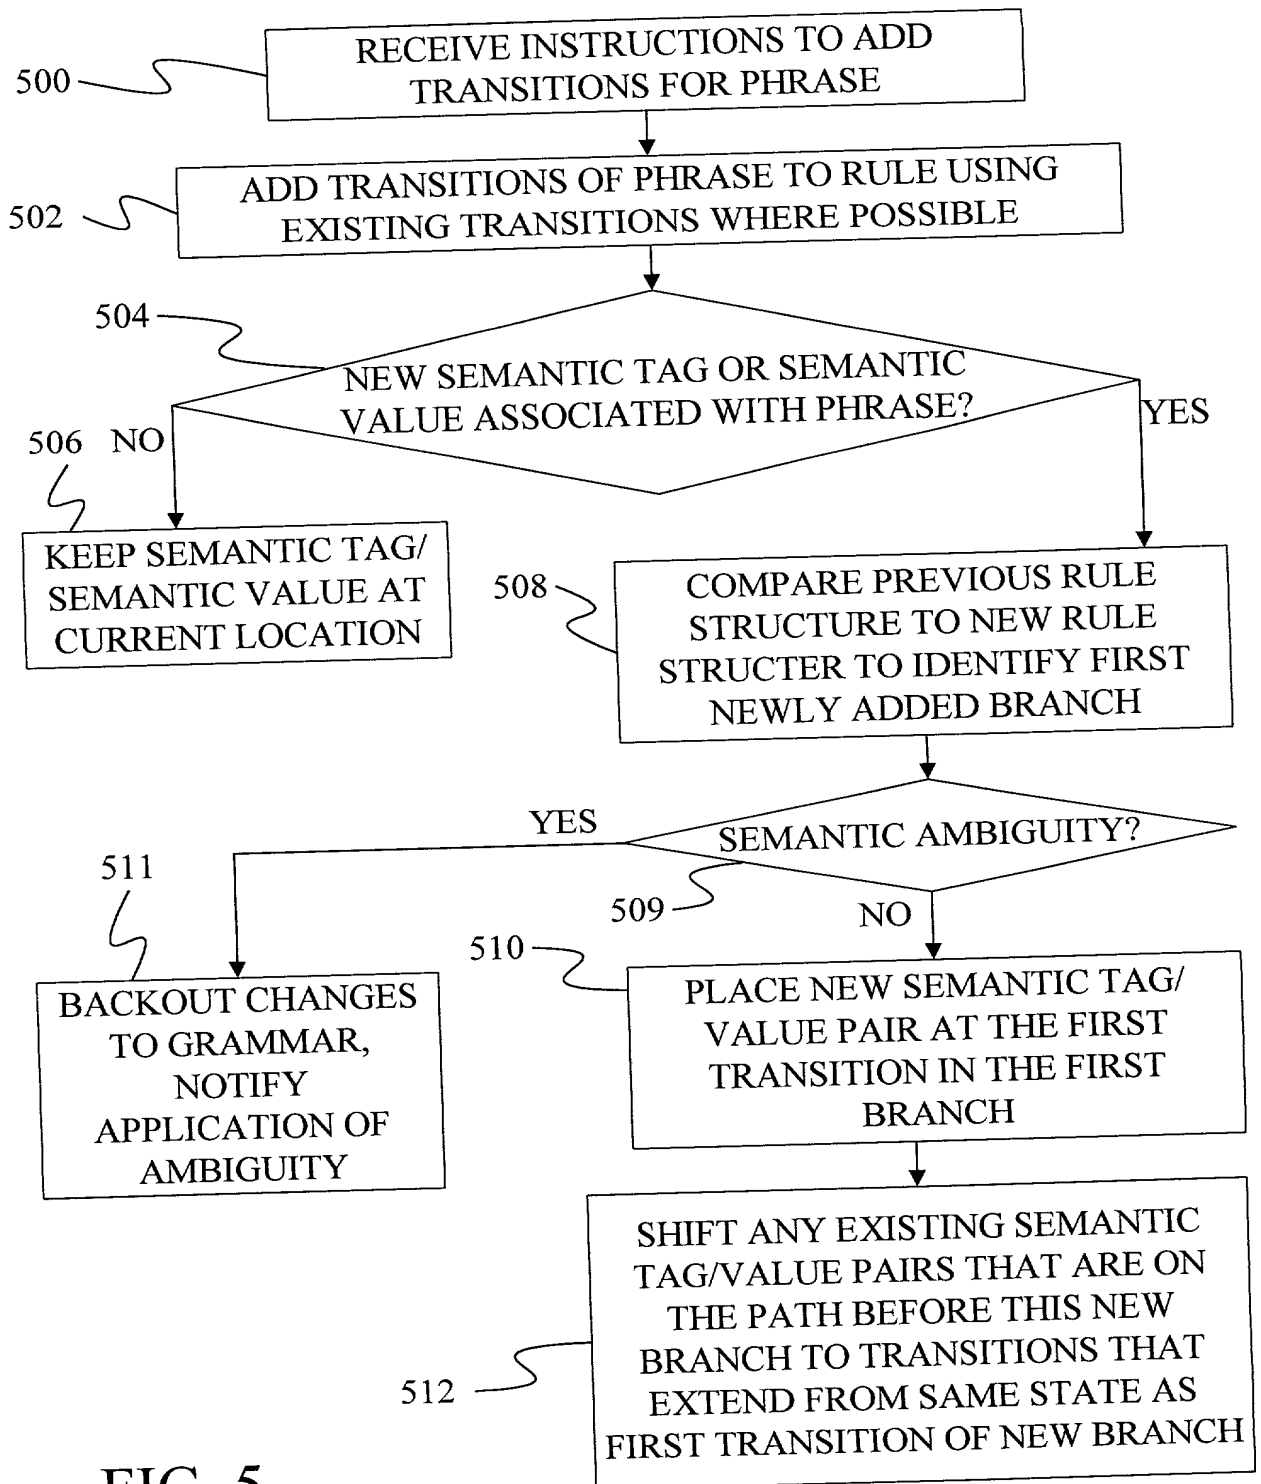 RECEIVE INSTRUCTIONS TO ADD
TRANSITIONS FOR PHRASE
500
ADD TRANSITIONS OF PHRASE TO RULE USING
EXISTING TRANSITIONS WHERE POSSIBLE
502
504
NEW SEMANTIC TAG OR SEMANTIC
VALUE ASSOCIATED WITH PHRASE?
YES
506 NO
KEEP SEMANTIC TAG/
SEMANTIC VALUE AT
CURRENT LOCATION
508
COMPARE PREVIOUS RULE
STRUCTURE TO NEW RULE
STRUCTER TO IDENTIFY FIRST
NEWLY ADDED BRANCH
YES
SEMANTIC AMBIGUITY?
511
509
NO
510
BACKOUT CHANGES
TO GRAMMAR,
NOTIFY
APPLICATION OF
AMBIGUITY
PLACE NEW SEMANTIC TAG/
VALUE PAIR AT THE FIRST
TRANSITION IN THE FIRST
BRANCH
SHIFT ANY EXISTING SEMANTIC
TAG/VALUE PAIRS THAT ARE ON
THE PATH BEFORE THIS NEW
BRANCH TO TRANSITIONS THAT
EXTEND FROM SAME STATE AS
FIRST TRANSITION OF NEW BRANCH
512
FIG. 5